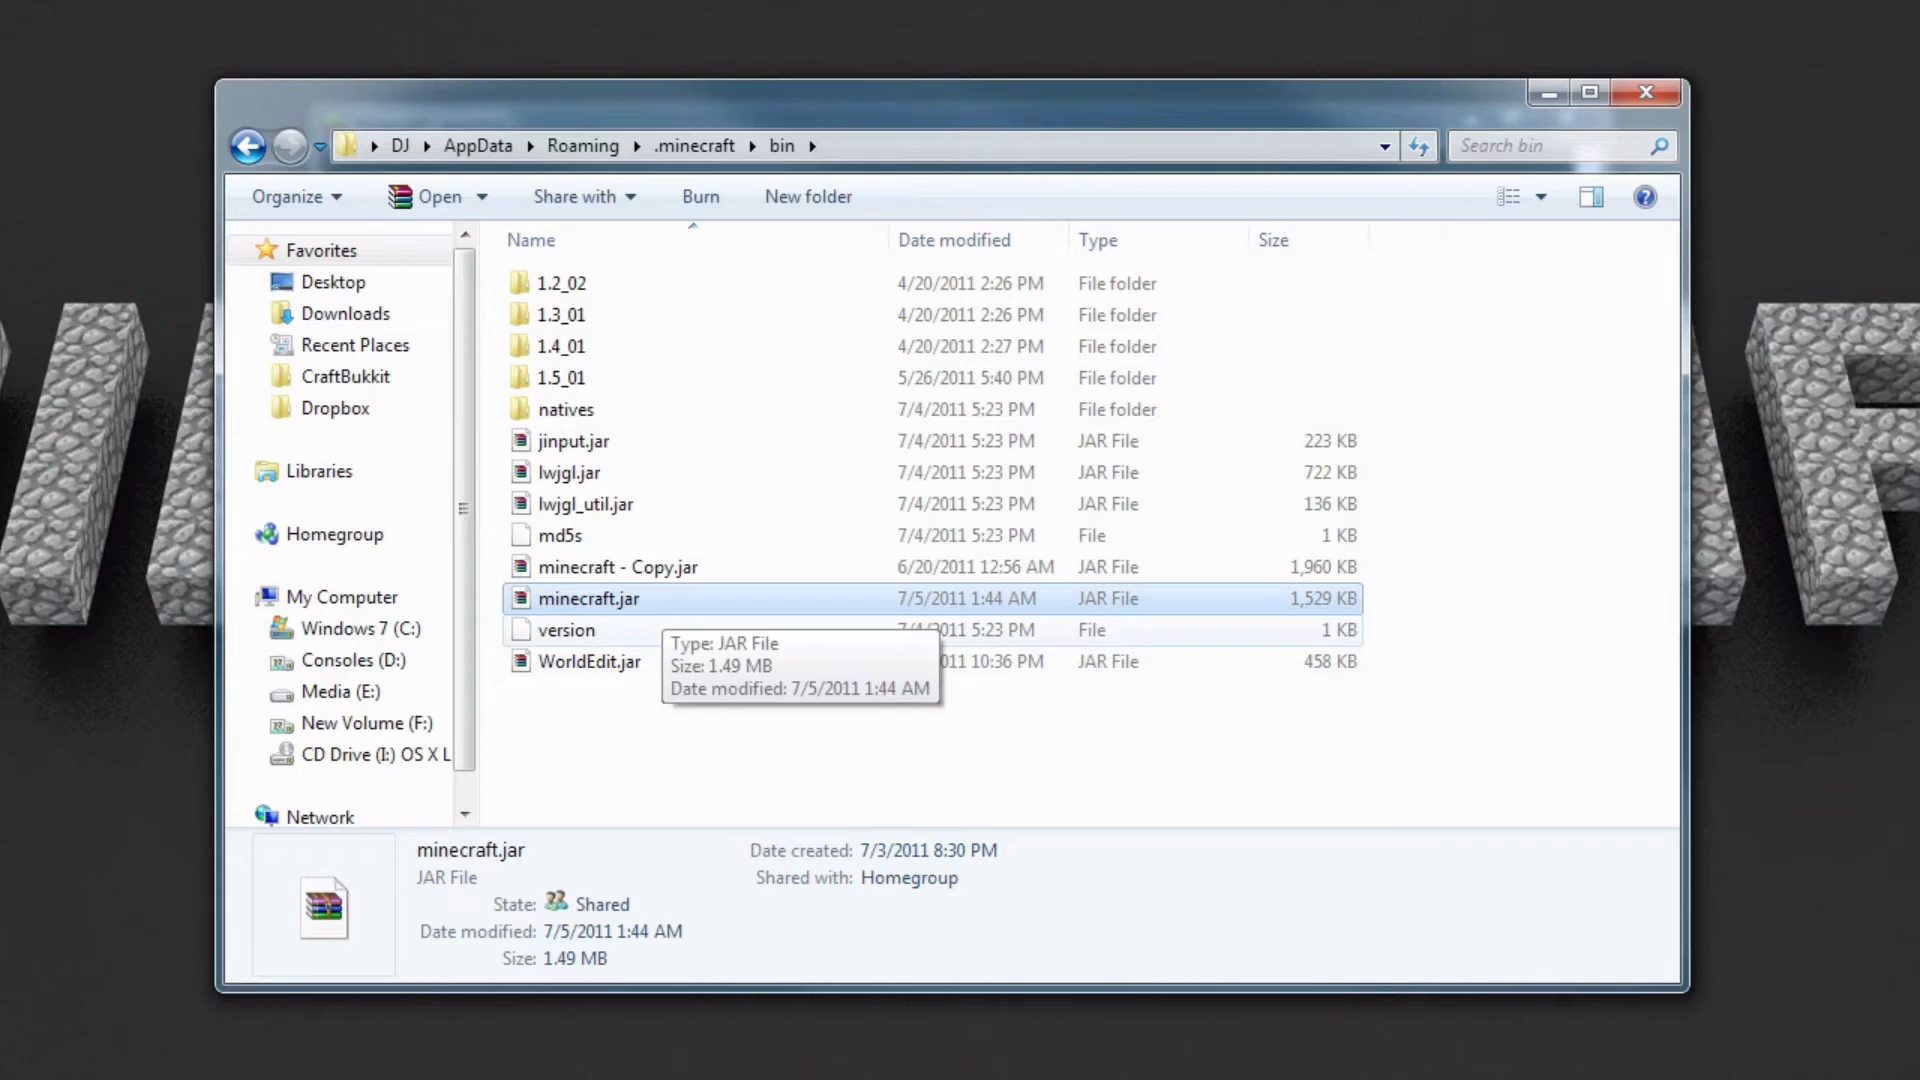 DJ AppData Roaming .minecraft bin
Search bin
Organize Open Share with Burn New folder
Name Date modified Type Size
Favorites
Desktop
Downloads
Recent Places
CraftBukkit
Dropbox
Libraries
Homegroup
My Computer
Windows 7 (C:)
Consoles (D:)
Media (E:)
New Volume (F:)
CD Drive (I:) OS X L
Network
1.2_02 4/20/2011 2:26 PM File folder
1.3_01 4/20/2011 2:26 PM File folder
1.4_01 4/20/2011 2:27 PM File folder
1.5_01 5/26/2011 5:40 PM File folder
natives 7/4/2011 5:23 PM File folder
jinput.jar 7/4/2011 5:23 PM JAR File 223 KB
lwjgl.jar 7/4/2011 5:23 PM JAR File 722 KB
lwjgl_util.jar 7/4/2011 5:23 PM JAR File 136 KB
md5s 7/4/2011 5:23 PM File 1 KB
minecraft - Copy.jar 6/20/2011 12:56 AM JAR File 1,960 KB
minecraft.jar 7/5/2011 1:44 AM JAR File 1,529 KB
version 7/4/2011 5:23 PM File 1 KB
WorldEdit.jar 011 10:36 PM JAR File 458 KB
Type: JAR File
Size: 1.49 MB
Date modified: 7/5/2011 1:44 AM
minecraft.jar
JAR File
State: Shared
Date modified: 7/5/2011 1:44 AM
Size: 1.49 MB
Date created: 7/3/2011 8:30 PM
Shared with: Homegroup